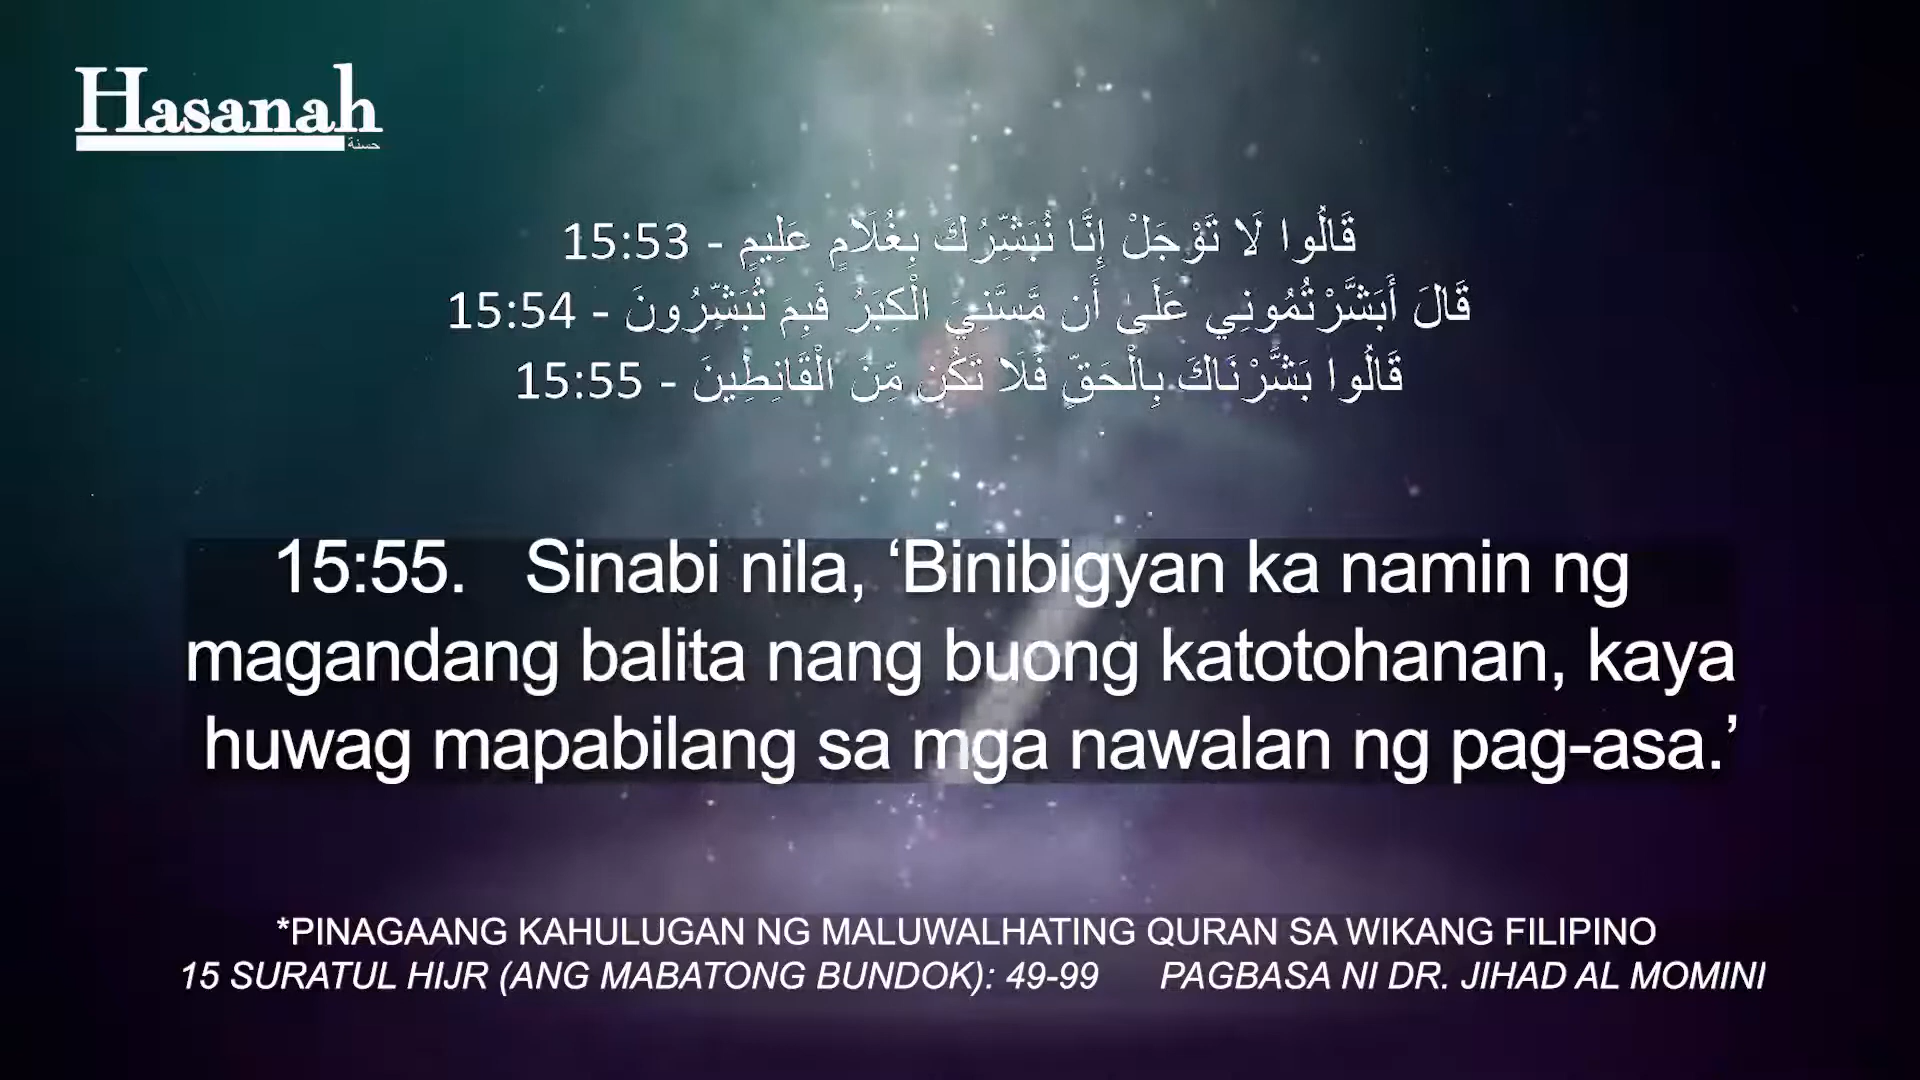 Hasanah
حسنة
قَالُوا لَا تَوْجَلْ إِنَّا نُبَشِّرُكَ بِغُلَامٍ عَلِيمٍ - 15:53
قَالَ أَبَشَّرْتُمُونِي عَلَىٰ أَن مَّسَّنِيَ الْكِبَرُ فَبِمَ تُبَشِّرُونَ - 15:54
قَالُوا بَشَّرْنَاكَ بِالْحَقِّ فَلَا تَكُن مِّنَ الْقَانِطِينَ - 15:55
15:55. Sinabi nila, ‘Binibigyan ka namin ng
magandang balita nang buong katotohanan, kaya
huwag mapabilang sa mga nawalan ng pag-asa.’
*PINAGAANG KAHULUGAN NG MALUWALHATING QURAN SA WIKANG FILIPINO
15 SURATUL HIJR (ANG MABATONG BUNDOK): 49-99 PAGBASA NI DR. JIHAD AL MOMINI